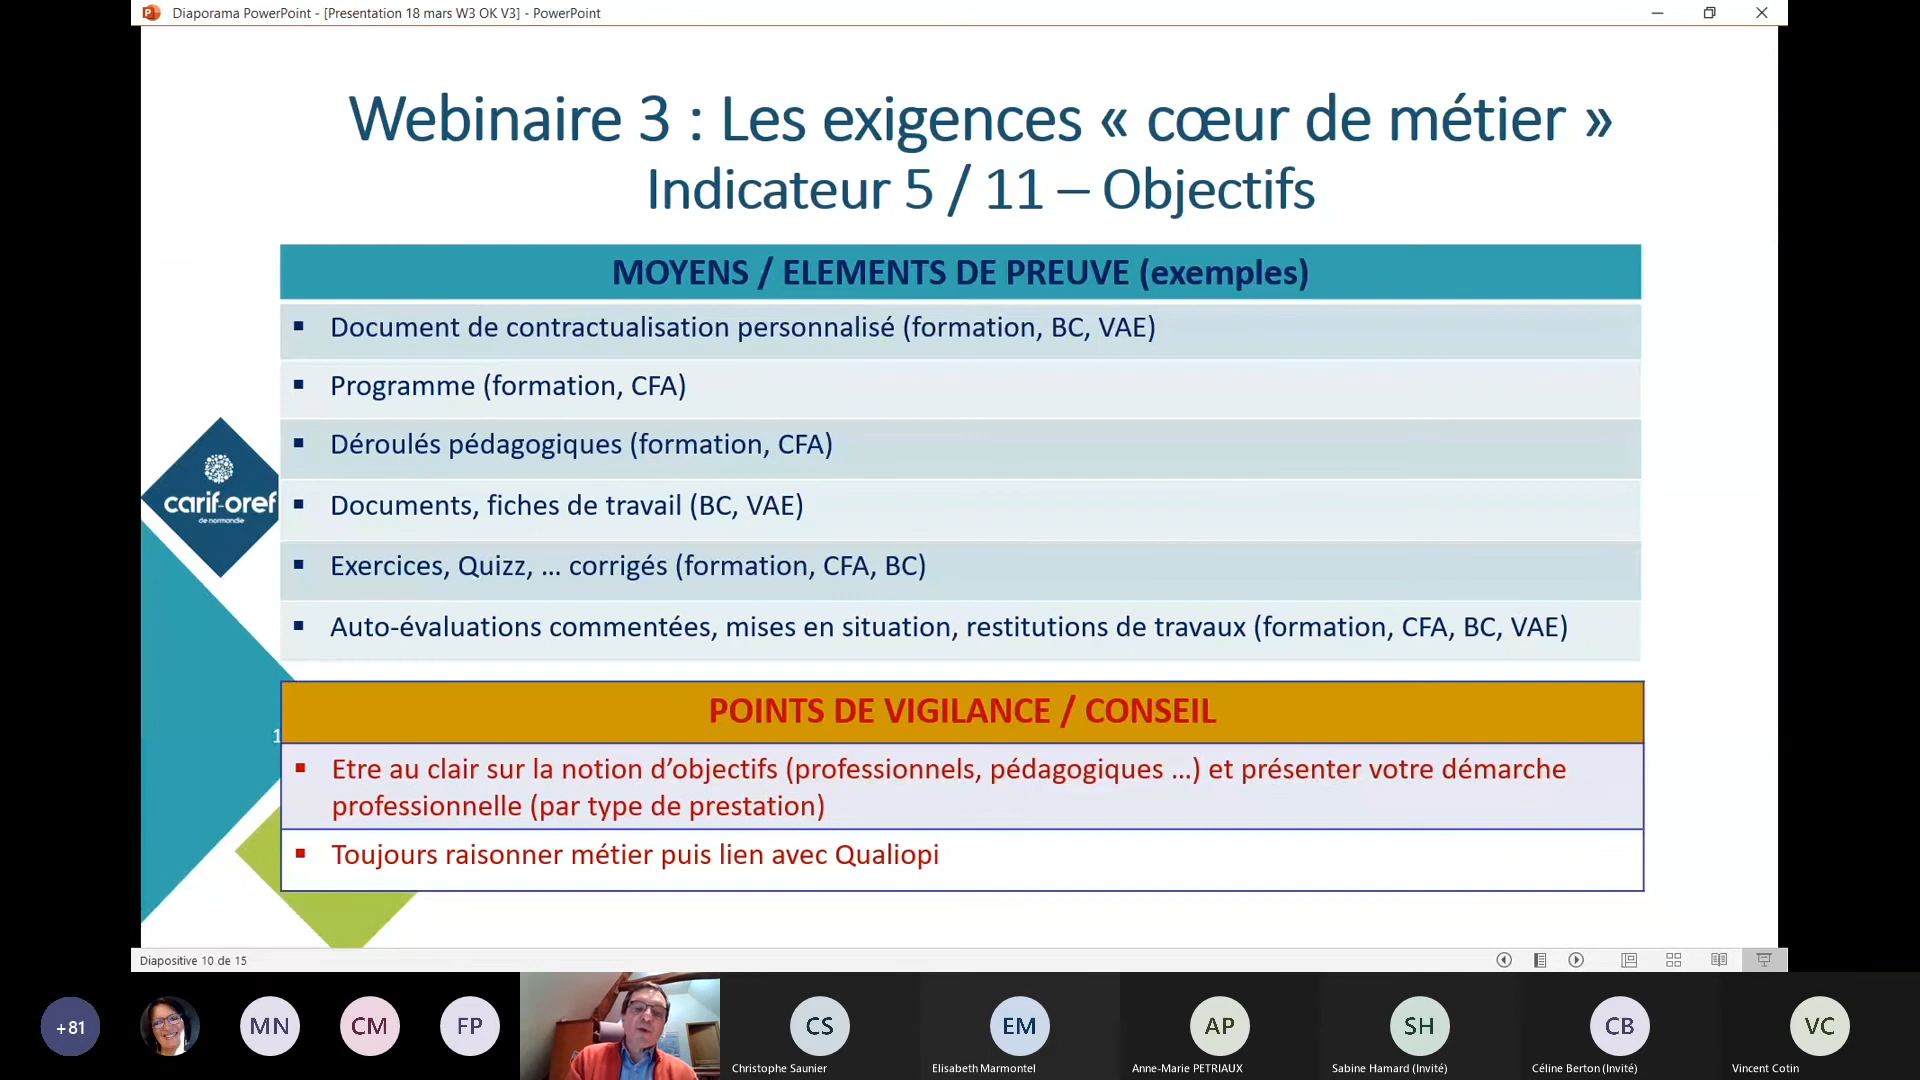 Diaporama PowerPoint - [Presentation 18 mars W3 OK V3] - PowerPoint
Webinaire 3 : Les exigences « cœur de métier »
Indicateur 5 / 11 – Objectifs
MOYENS / ELEMENTS DE PREUVE (exemples)
▪ Document de contractualisation personnalisé (formation, BC, VAE)
▪ Programme (formation, CFA)
▪ Déroulés pédagogiques (formation, CFA)
▪ Documents, fiches de travail (BC, VAE)
▪ Exercices, Quizz, ... corrigés (formation, CFA, BC)
▪ Auto-évaluations commentées, mises en situation, restitutions de travaux (formation, CFA, BC, VAE)
carif-oref
de normandie
POINTS DE VIGILANCE / CONSEIL
1
▪ Etre au clair sur la notion d’objectifs (professionnels, pédagogiques ...) et présenter votre démarche
professionnelle (par type de prestation)
▪ Toujours raisonner métier puis lien avec Qualiopi
Diapositive 10 de 15
+81
MN
CM
FP
CS
EM
AP
SH
CB
VC
Christophe Saunier
Elisabeth Marmontel
Anne-Marie PETRIAUX
Sabine Hamard (Invité)
Céline Berton (Invité)
Vincent Cotin